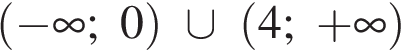 (−∞; 0) ∪ (4; +∞)